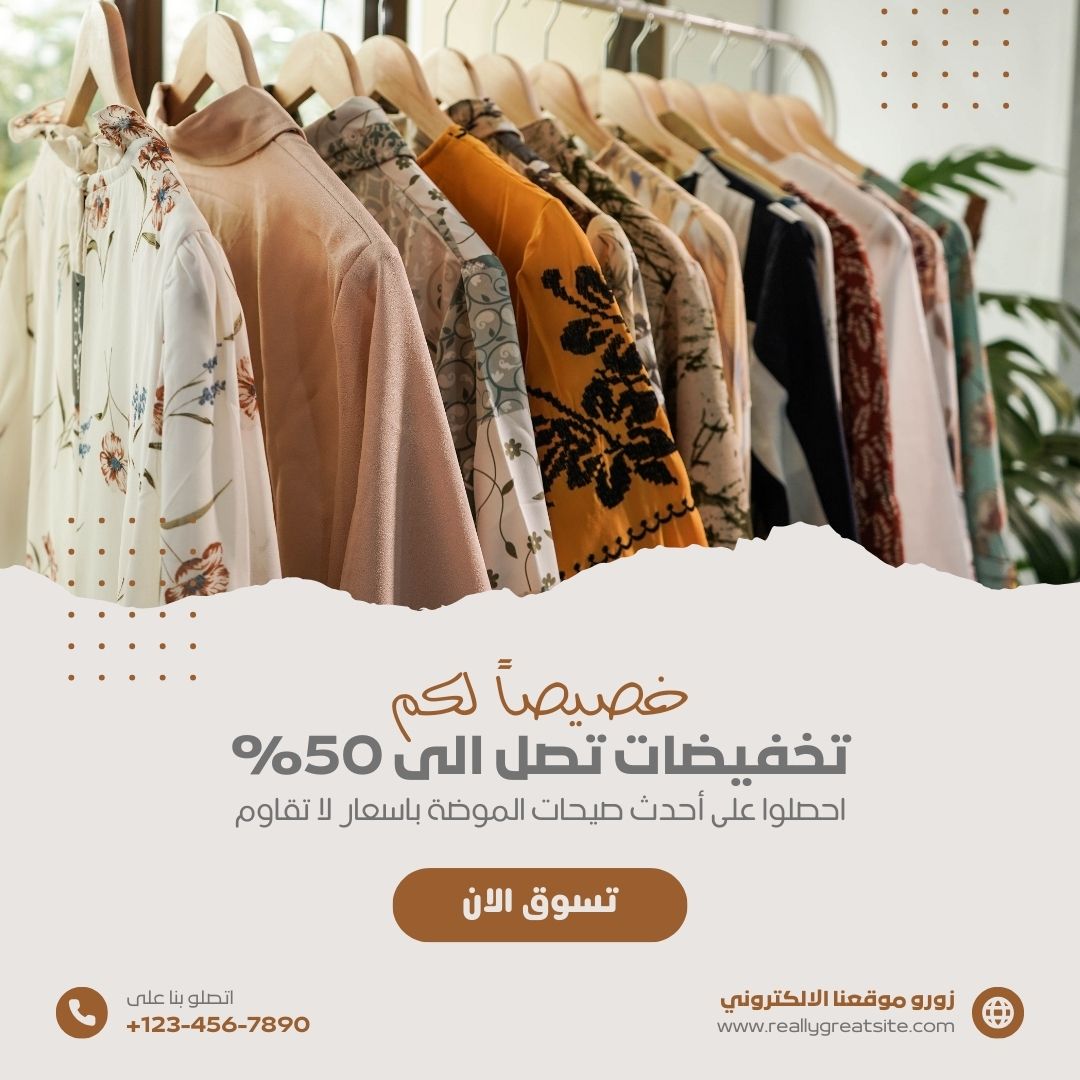 خصيصاً لكم
تخفيضات تصل الى 50%
احصلوا على أحدث صيحات الموضة باسعار لا تقاوم
تسوق الان
زورو موقعنا الالكتروني
www.reallygreatsite.com
اتصلو بنا على
+123-456-7890